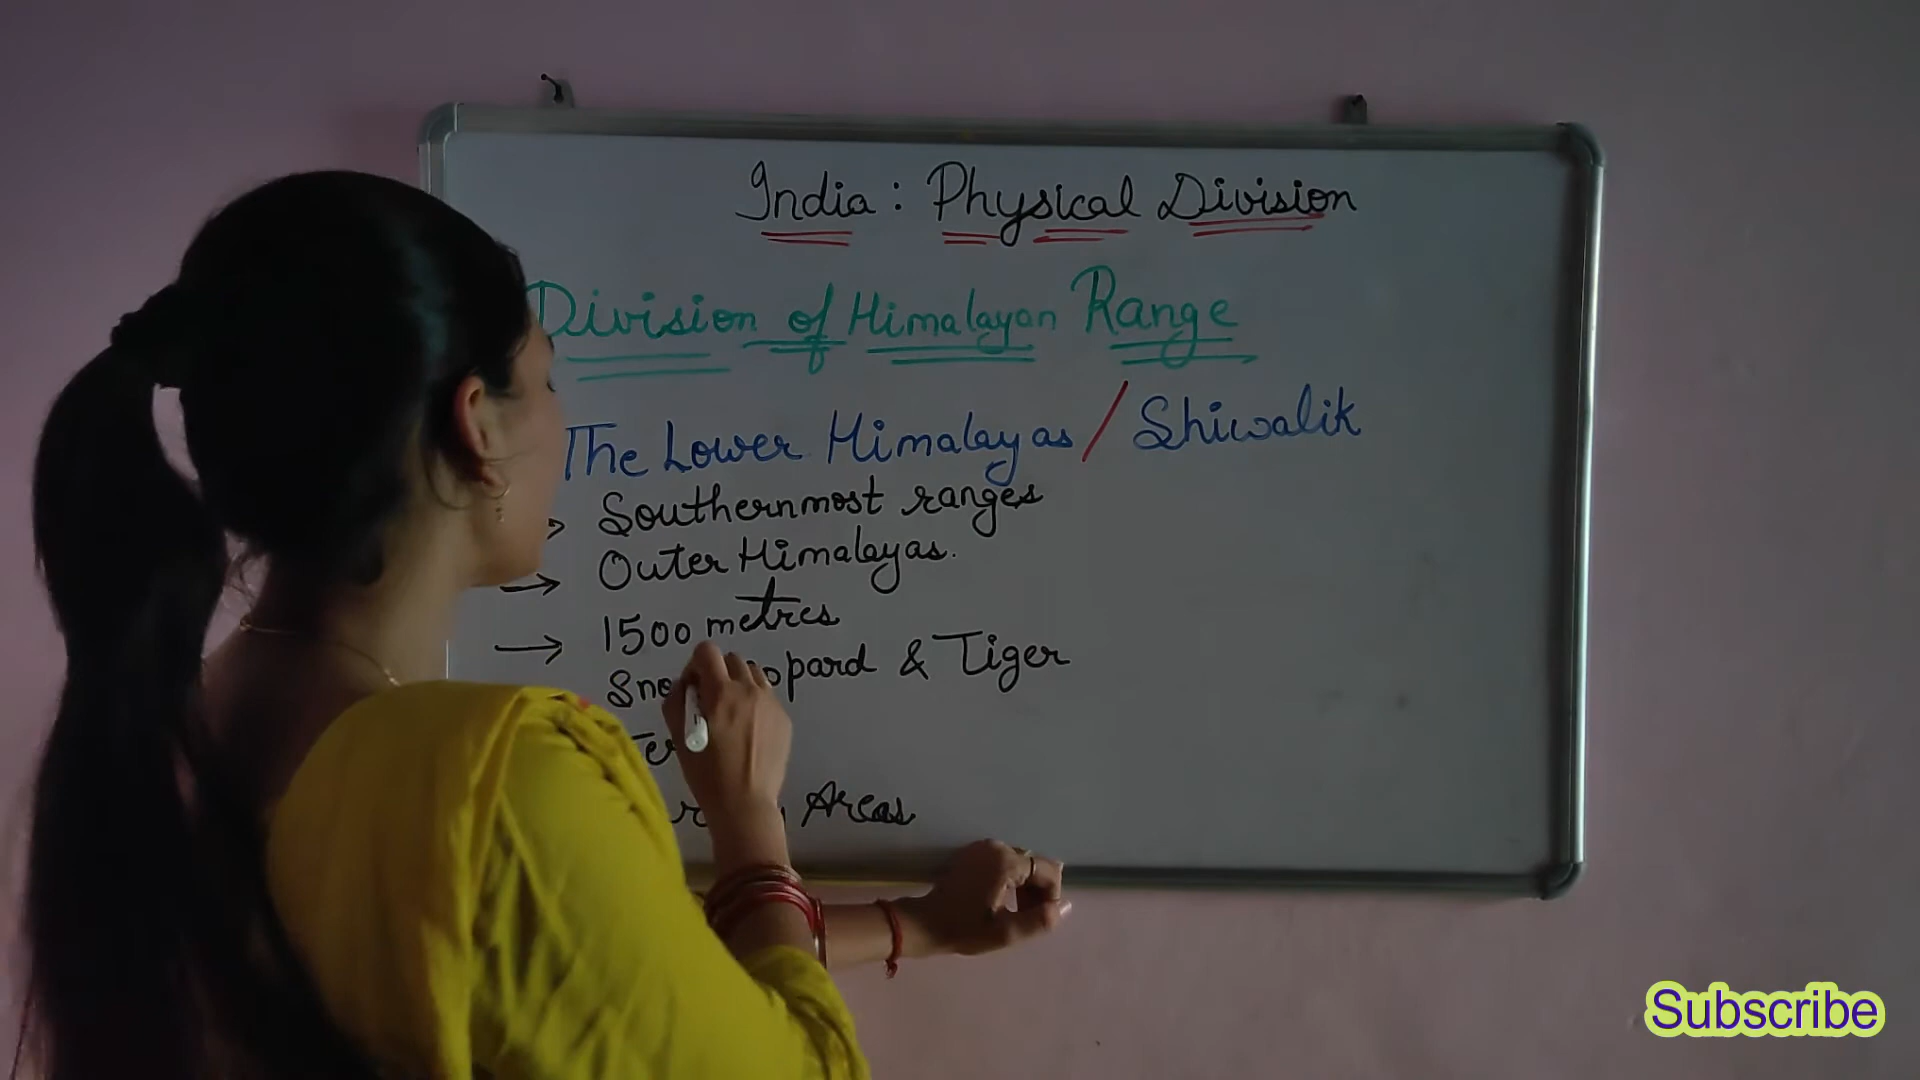 India : Physical Division
Division of Himalayan Range
The Lower Himalayas / Shiwalik
→ Southernmost ranges
→ Outer Himalayas.
→ 1500 metres
& Tiger
Areas
Subscribe